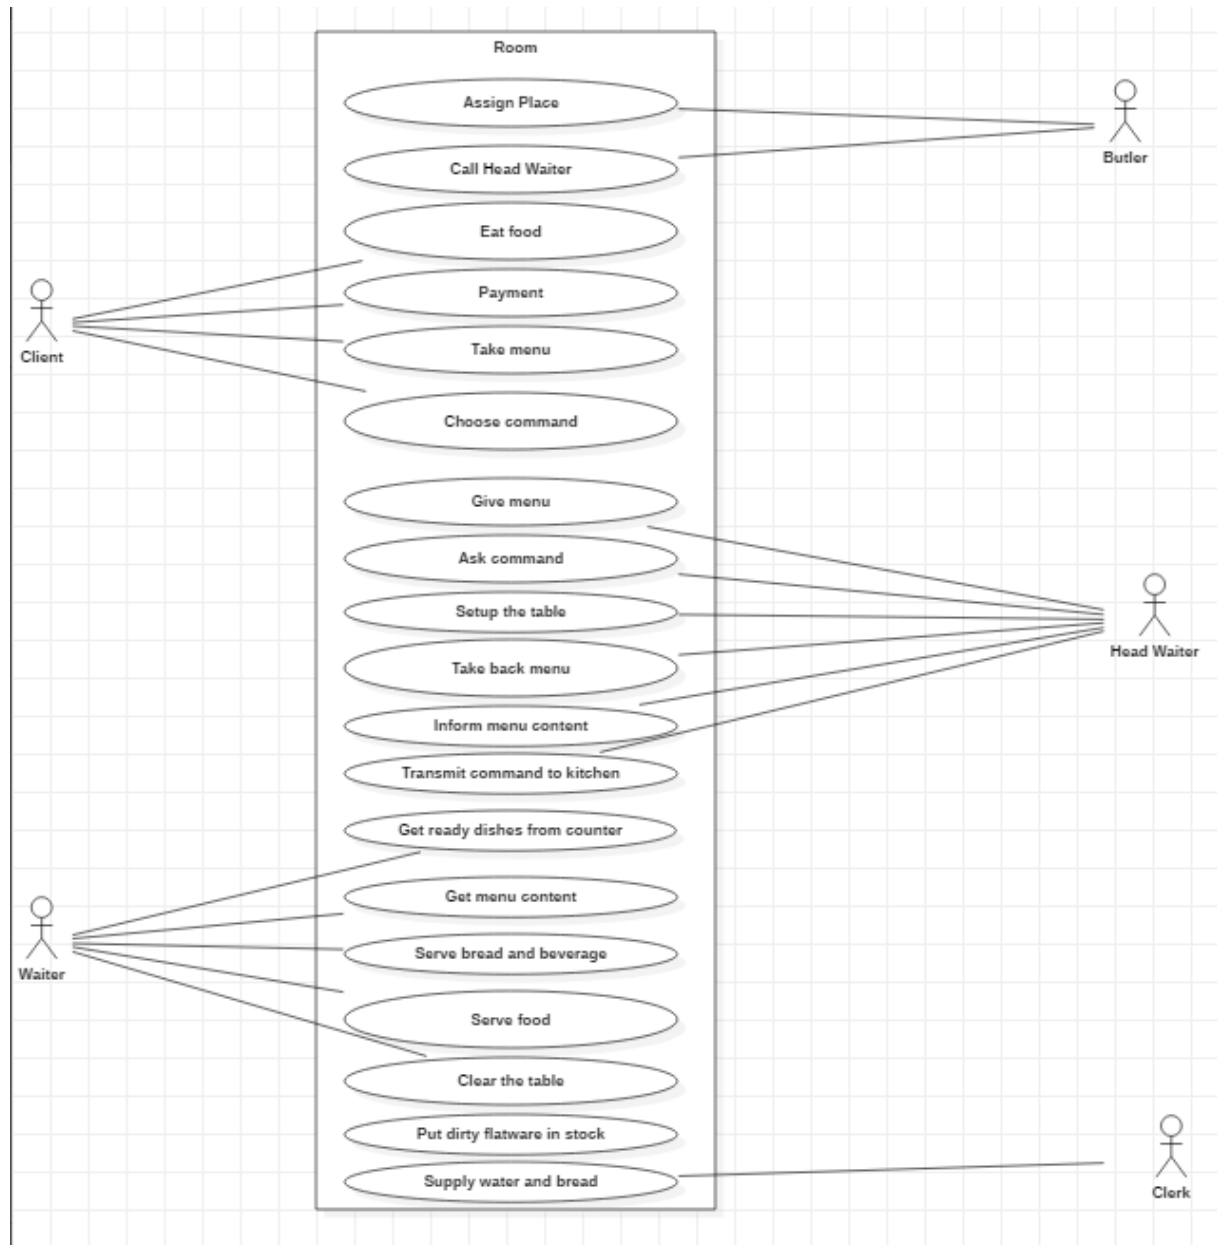 Room
Assign Place
Butler
Call Head Waiter
Eat food
Payment
Client
Take menu
Choose command
Give menu
Ask command
Setup the table
Head Waiter
Take back menu
Inform menu content
Transmit command to kitchen
Get ready dishes from counter
Get menu content
Serve bread and beverage
Waiter
Serve food
Clear the table
Put dirty flatware in stock
Supply water and bread
Clerk